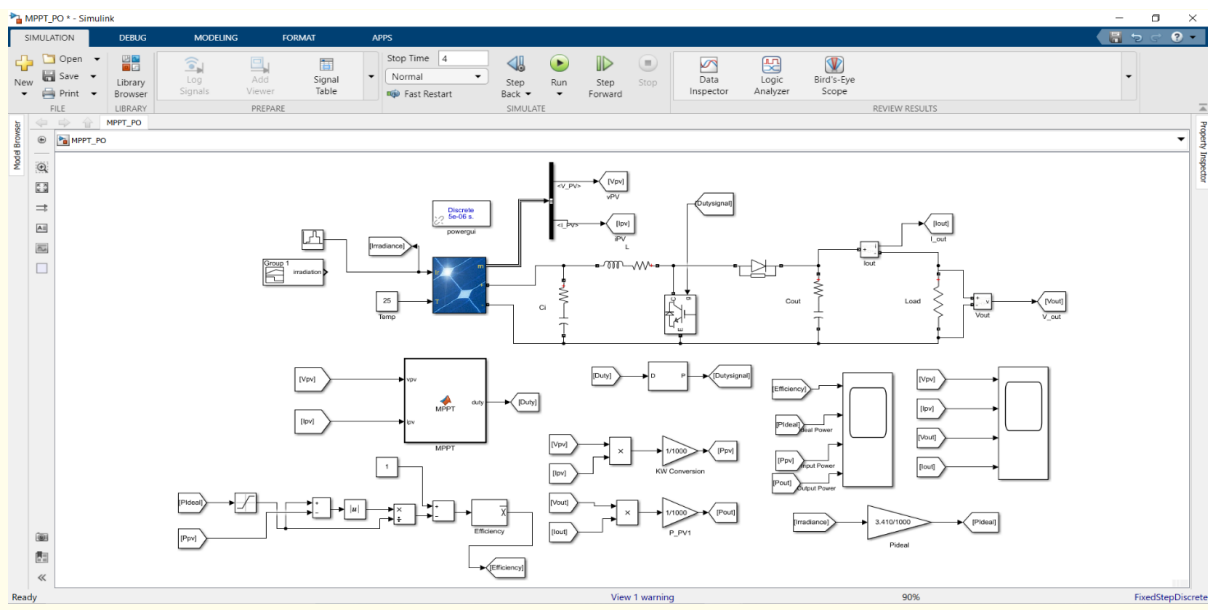 MPPT_PO * - Simulink
SIMULATION DEBUG MODELING FORMAT APPS
New
Open
Save
Print
FILE
Library
Browser
LIBRARY
Log
Signals
Add
Viewer
Signal
Table
PREPARE
Stop Time 4
Normal
Fast Restart
Step
Back
Run
Step
Forward
Stop
SIMULATE
Data
Inspector
Logic
Analyzer
Bird's-Eye
Scope
REVIEW RESULTS
Model Browser
Property Inspector
MPPT_PO
MPPT_PO
Discrete
5e-06 s.
powergui
<V_PV>
[Vpv]
vPV
<I_PV>
[Ipv]
iPV
L
[Dutysignal]
[Iout]
I_out
[Irradiance]
Group 1
irradiation
Ir
T
m
25
Temp
Ci
g
C
E
Cout
Iout
Load
Vout
[Vout]
V_out
[Vpv]
[Ipv]
vpv
ipv
MPPT
duty
MPPT
[Duty]
[Duty]
D P
[Dutysignal]
[Efficiency]
[PIdeal]
Ideal Power
[Ppv]
Input Power
[Pout]
Output Power
[Vpv]
[Ipv]
[Vout]
[Iout]
[Vpv]
[Ipv]
×
1/1000
KW Conversion
[Ppv]
[Vout]
[Iout]
×
1/1000
P_PV1
[Pout]
1
[PIdeal]
[Ppv]
|u|
×
÷
Efficiency
[Efficiency]
[Irradiance]
3.410/1000
PIdeal
[PIdeal]
Ready
View 1 warning
90%
FixedStepDiscrete